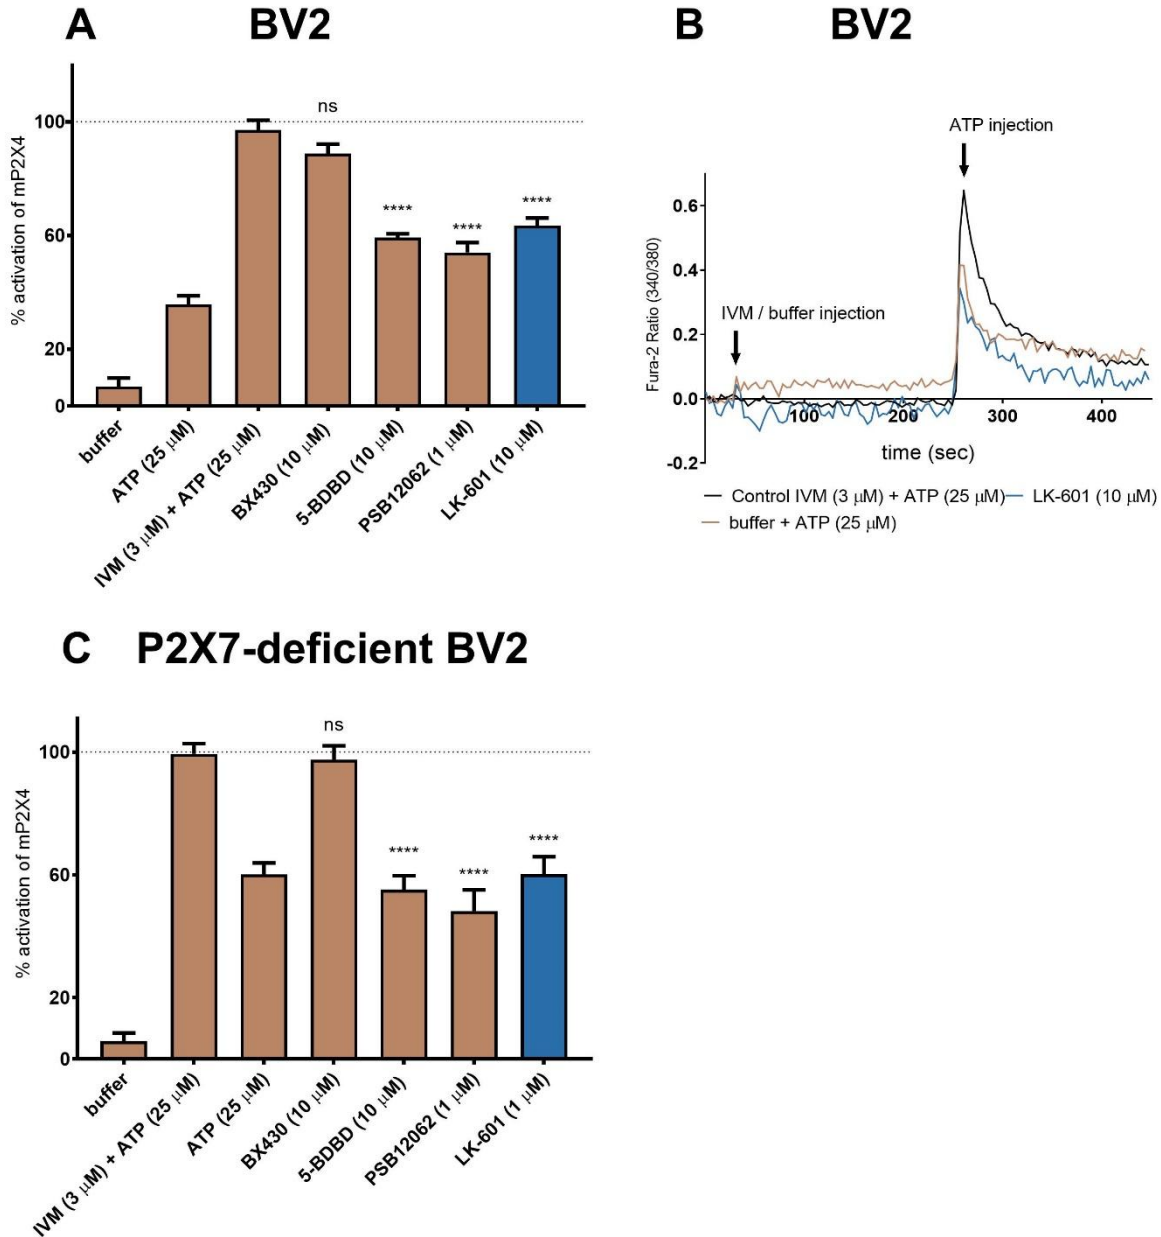 A BV2
% activation of mP2X4
100
60
20
0
ns
****
****
****
buffer
ATP (25 μM)
IVM (3 μM) + ATP (25 μM)
BX430 (10 μM)
5-BDBD (10 μM)
PSB12062 (1 μM)
LK-601 (10 μM)
B BV2
ATP injection
IVM / buffer injection
Fura-2 Ratio (340/380)
0.6
0.4
0.2
0.0
-0.2
100 200 300 400
time (sec)
Control IVM (3 μM) + ATP (25 μM) LK-601 (10 μM)
buffer + ATP (25 μM)
C P2X7-deficient BV2
% activation of mP2X4
100
60
20
0
ns
****
****
****
buffer
IVM (3 μM) + ATP (25 μM)
ATP (25 μM)
BX430 (10 μM)
5-BDBD (10 μM)
PSB12062 (1 μM)
LK-601 (1 μM)